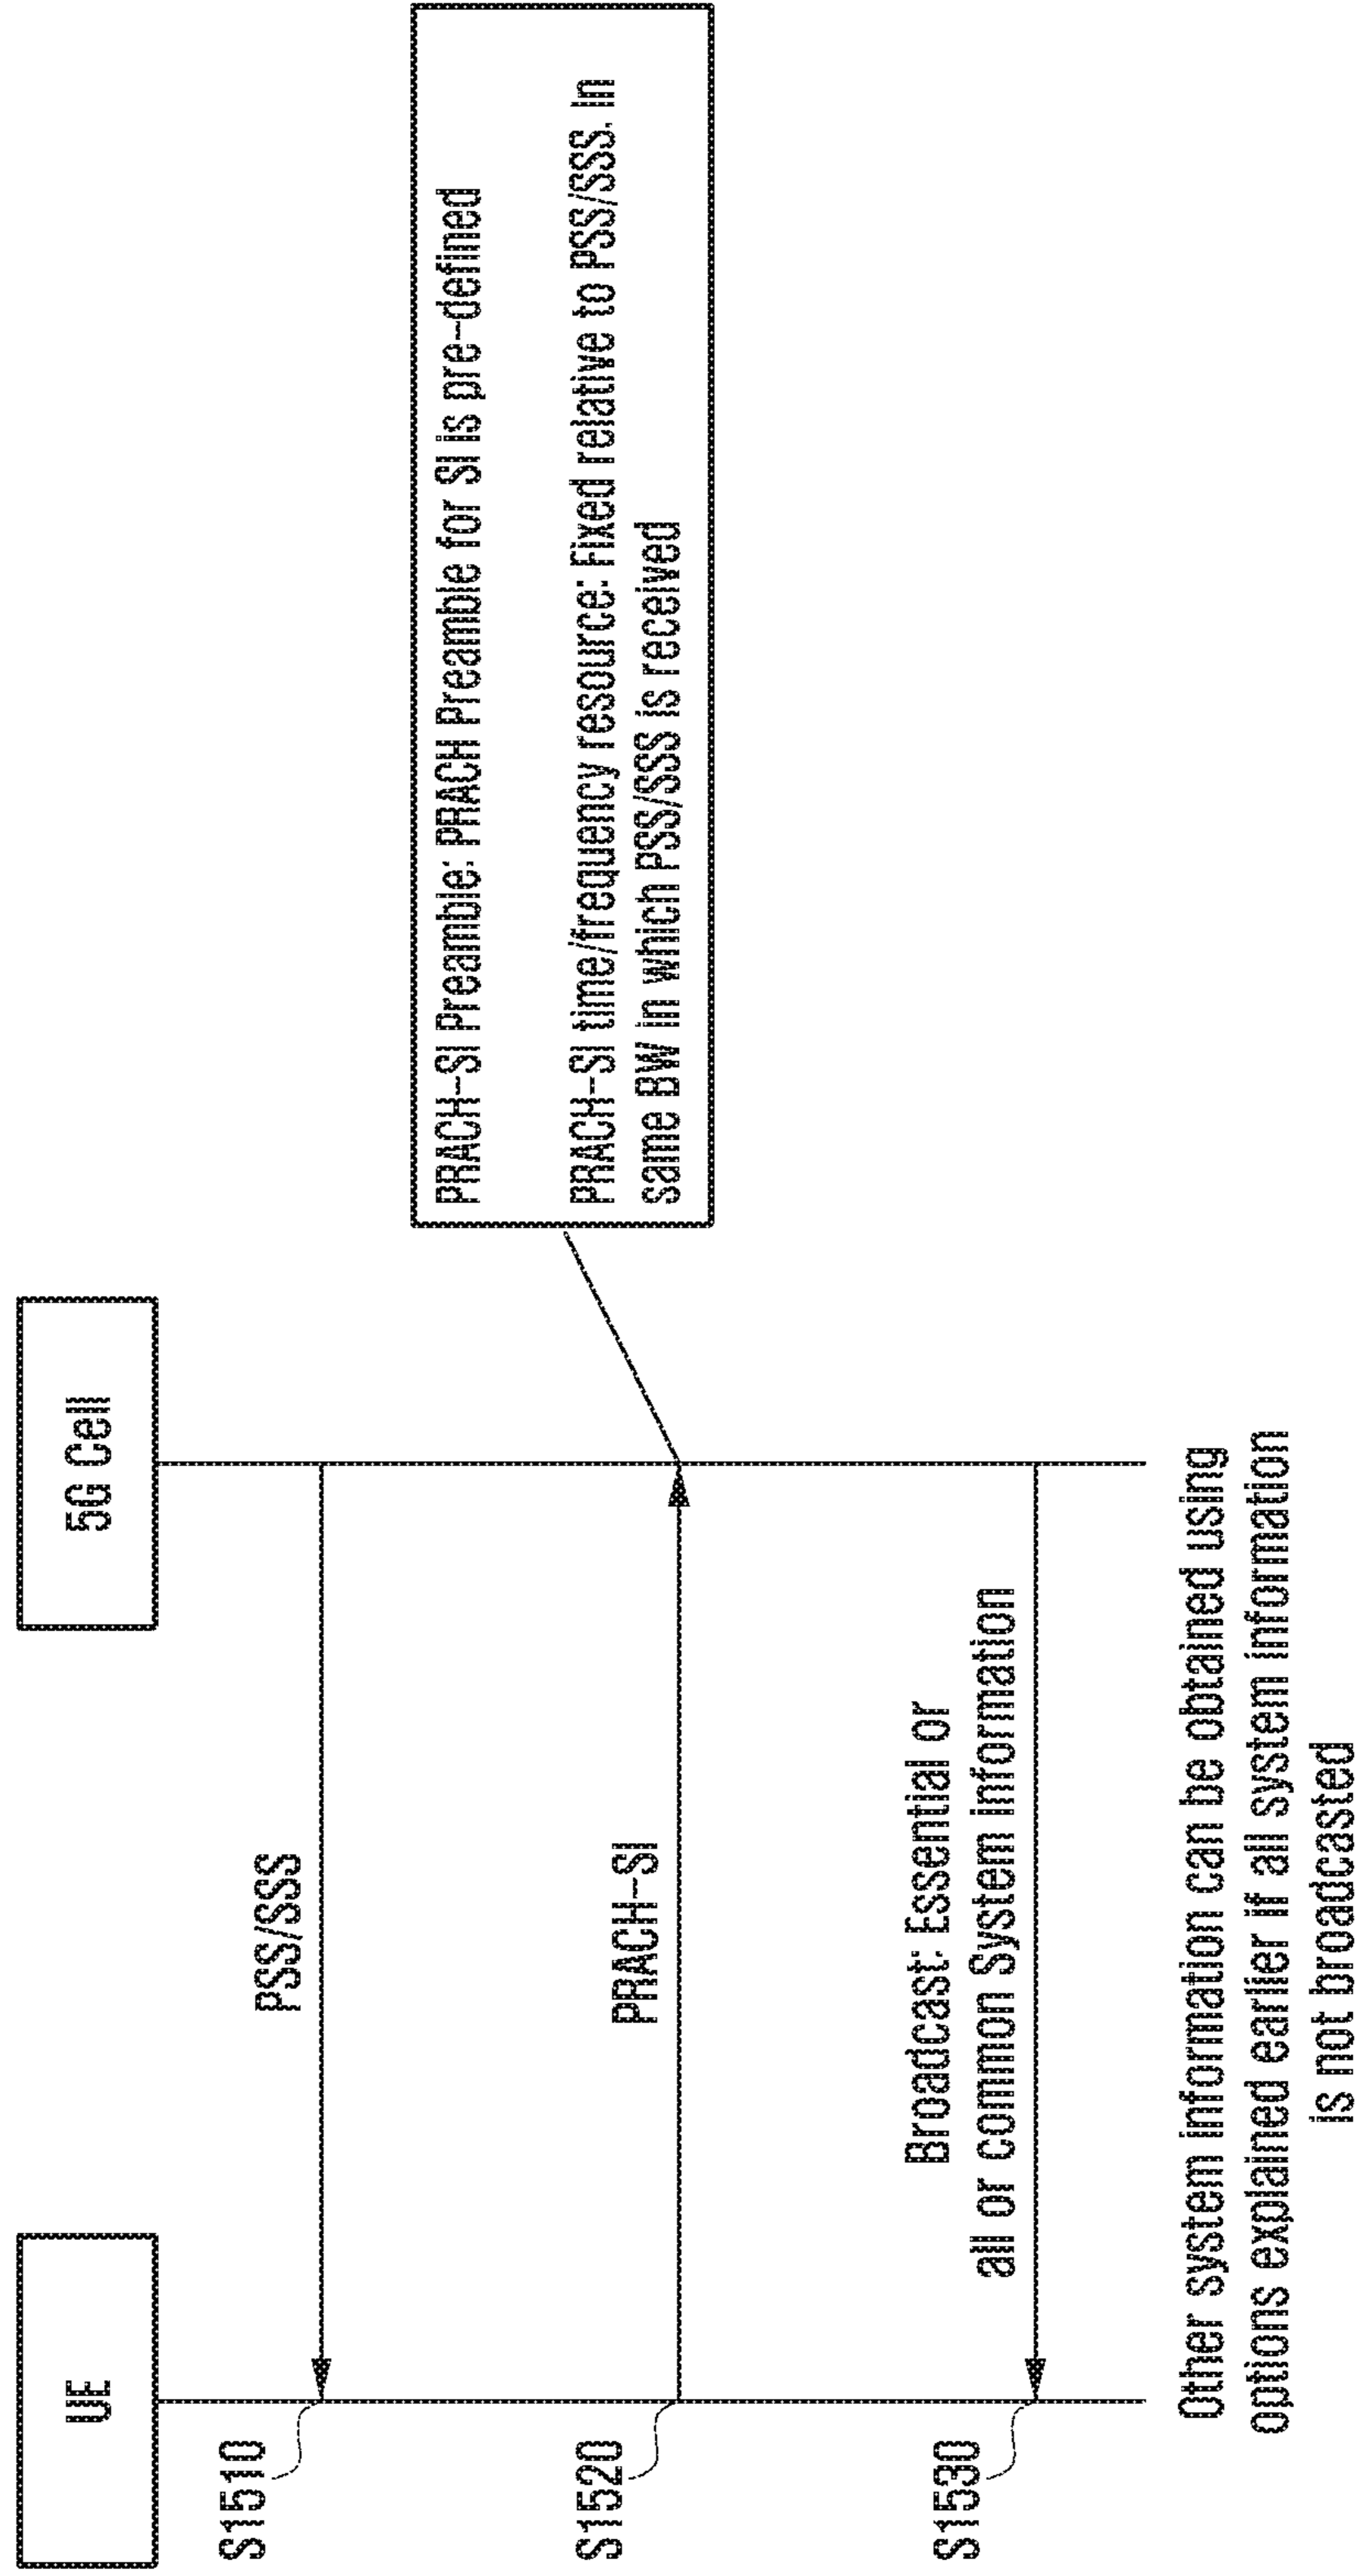 UE
5G Cell
S1510
PSS/SSS
S1520
PRACH-SI
PRACH-SI Preamble: PRACH Preamble for SI is pre-defined
PRACH-SI time/frequency resource: Fixed relative to PSS/SSS. in
same BW in which PSS/SSS is received
S1530
Broadcast: Essential or
all or common System information
Other system information can be obtained using
options explained earlier if all system information
is not broadcasted